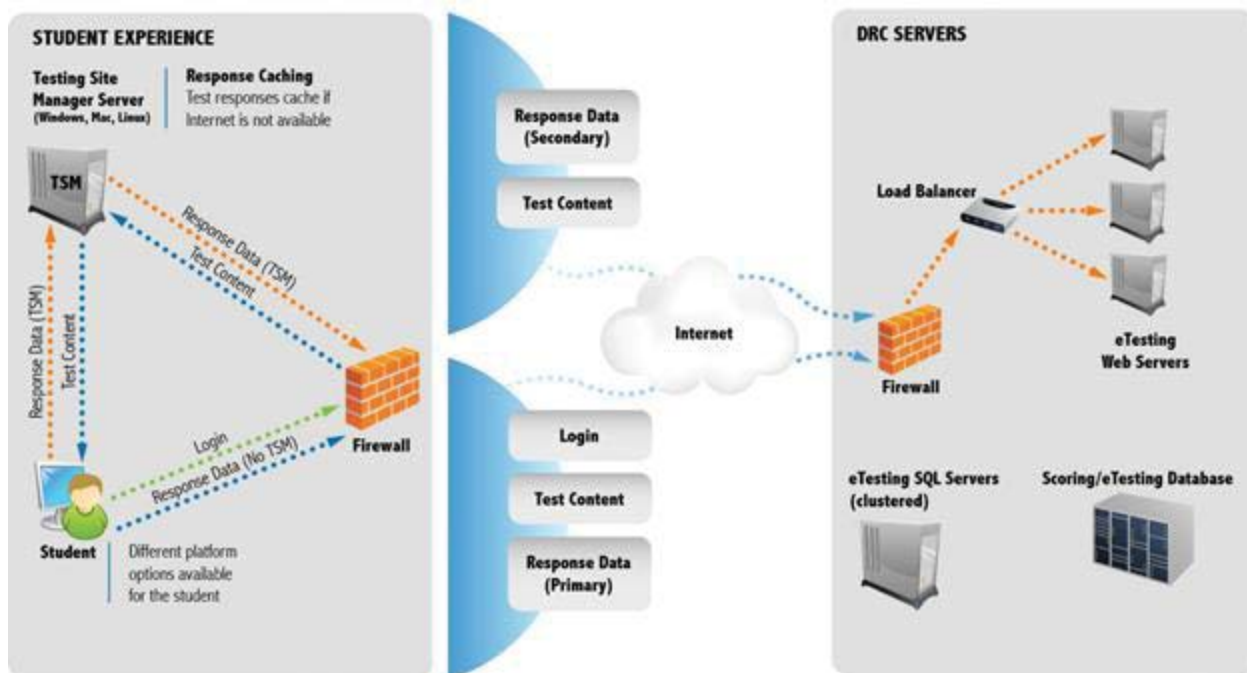 STUDENT EXPERIENCE
Testing Site
Manager Server
(Windows, Mac, Linux)
Response Caching
Test responses cache if
Internet is not available
TSM
Response Data (TSM)
Test Content
Response Data (TSM)
Test Content
Login
Response Data (No TSM)
Firewall
Student
Different platform
options available
for the student
Response Data
(Secondary)
Test Content
Internet
Login
Test Content
Response Data
(Primary)
DRC SERVERS
Load Balancer
Firewall
eTesting
Web Servers
eTesting SQL Servers
(clustered)
Scoring/eTesting Database